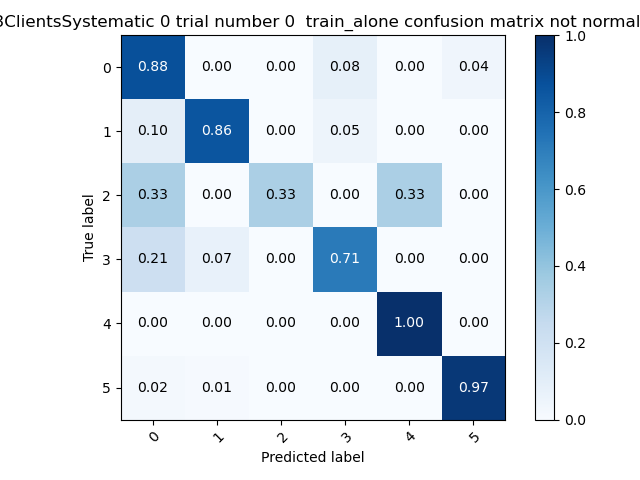 3ClientsSystematic 0 trial number 0 train_alone confusion matrix not normal
1.0
0 0.88 0.00 0.00 0.08 0.00 0.04
0.8
1 0.10 0.86 0.00 0.05 0.00 0.00
2 0.33 0.00 0.33 0.00 0.33 0.00
0.6
True label
3 0.21 0.07 0.00 0.71 0.00 0.00
0.4
4 0.00 0.00 0.00 0.00 1.00 0.00
0.2
5 0.02 0.01 0.00 0.00 0.00 0.97
0.0
0 1 2 3 4 5
Predicted label